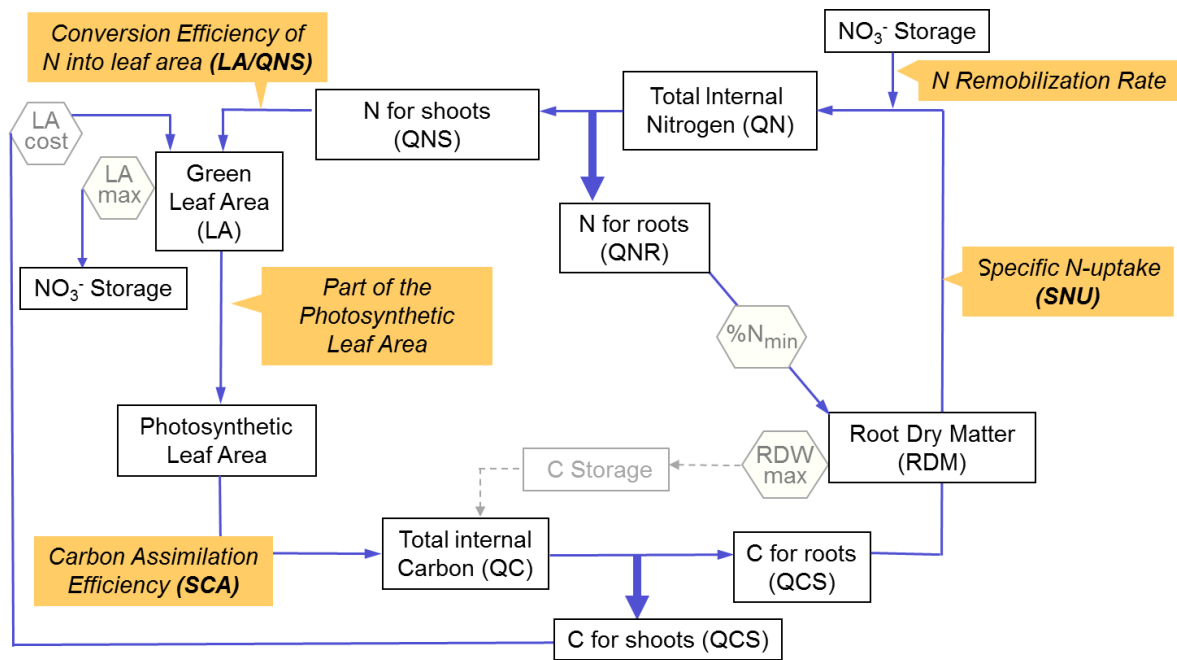 Conversion Efficiency of
N into leaf area (LA/QNS)
NO₃⁻ Storage
N Remobilization Rate
LA
cost
N for shoots
(QNS)
Total Internal
Nitrogen (QN)
LA
max
Green
Leaf Area
(LA)
N for roots
(QNR)
NO₃⁻ Storage
Part of the
Photosynthetic
Leaf Area
Specific N-uptake
(SNU)
%Nmin
Photosynthetic
Leaf Area
Root Dry Matter
(RDM)
C Storage
RDW
max
Carbon Assimilation
Efficiency (SCA)
Total internal
Carbon (QC)
C for roots
(QCS)
C for shoots (QCS)